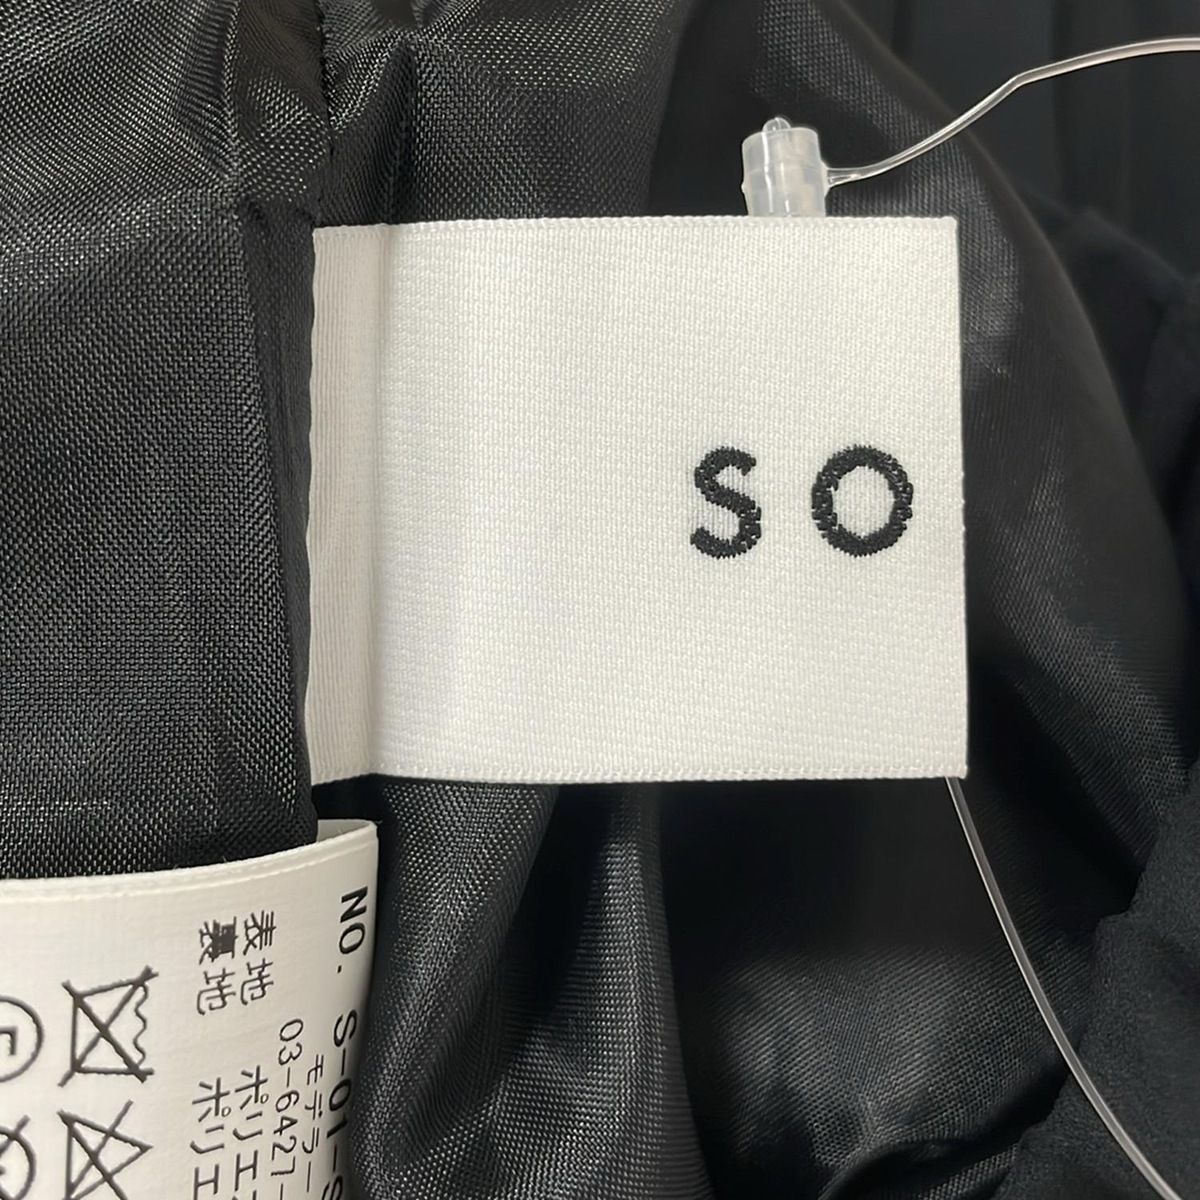 SO
NO. S-01-S
モデラー
03-6427-
表地 ポリエ
裏地 ポリエ